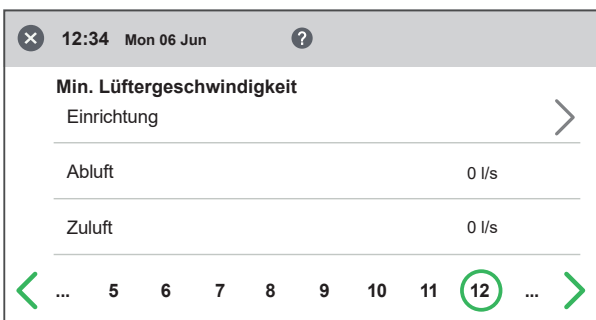 12:34 Mon 06 Jun ?
Min. Lüftergeschwindigkeit
Einrichtung
Abluft 0 l/s
Zuluft 0 l/s
... 5 6 7 8 9 10 11 12 ...